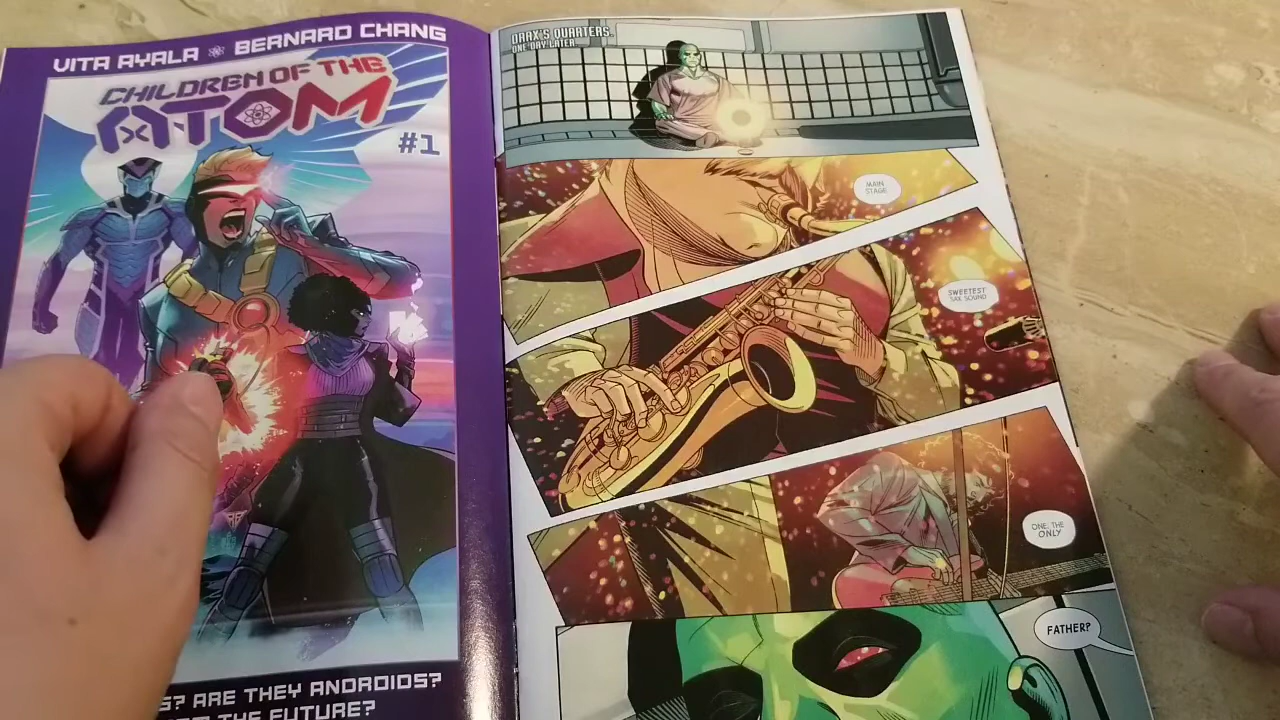 VITA AYALA BERNARD CHANG
CHILDREN OF THE
ATOM
#1
S? ARE THEY ANDROIDS?
THE FUTURE?
DRAX'S QUARTERS.
ONE DAY LATER.
MAIN
STAGE
SWEETEST
SAX SOUND
ONE, THE
ONLY
FATHER?